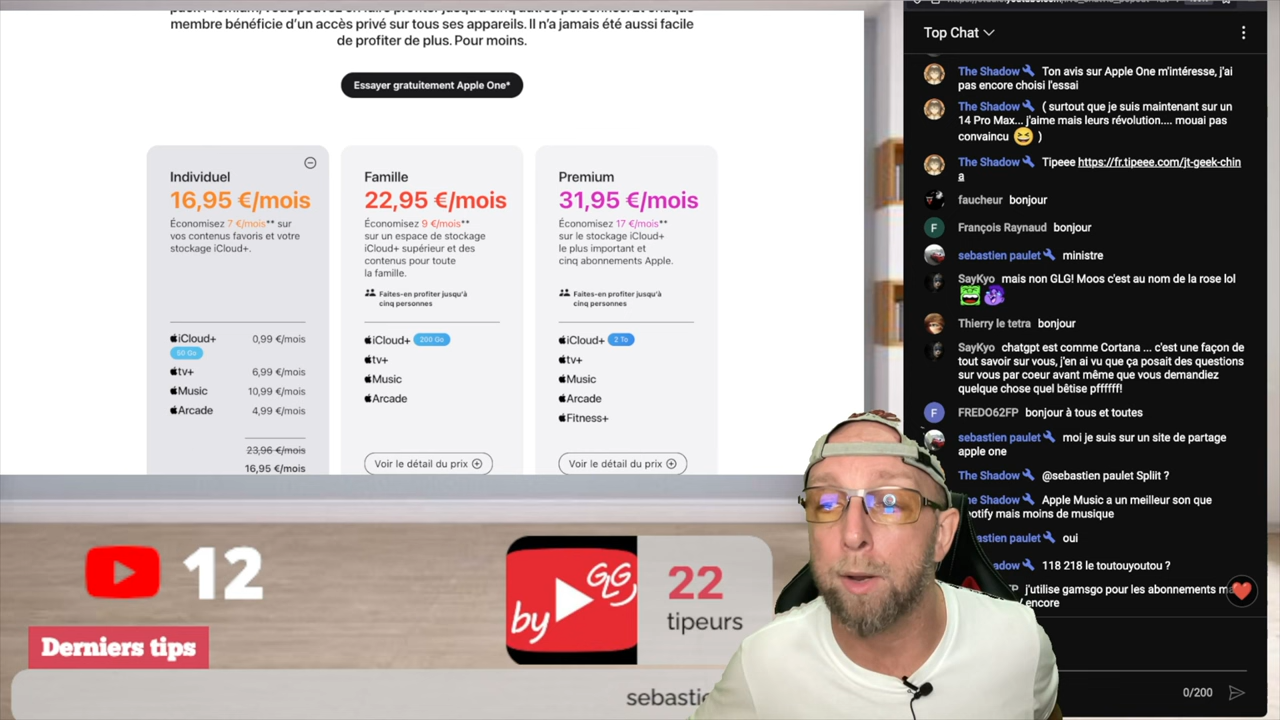 membre bénéficie d'un accès privé sur tous ses appareils. Il n'a jamais été aussi facile
de profiter de plus. Pour moins.
Essayer gratuitement Apple One*
Individuel
16,95 €/mois
Économisez 7 €/mois** sur
vos contenus favoris et votre
stockage iCloud+.
iCloud+ 0,99 €/mois
50 Go
tv+ 6,99 €/mois
Music 10,99 €/mois
Arcade 4,99 €/mois
23,96 €/mois
16,95 €/mois
Famille
22,95 €/mois
Économisez 9 €/mois**
sur un espace de stockage
iCloud+ supérieur et des
contenus pour toute
la famille.
Faites-en profiter jusqu'à
cinq personnes
iCloud+ 200 Go
tv+
Music
Arcade
Voir le détail du prix
Premium
31,95 €/mois
Économisez 17 €/mois**
sur le stockage iCloud+
le plus important et
cinq abonnements Apple.
Faites-en profiter jusqu'à
cinq personnes
iCloud+ 2 To
tv+
Music
Arcade
Fitness+
Voir le détail du prix
12
Derniers tips
by GLG
22
tipeurs
Top Chat
The Shadow Ton avis sur Apple One m'intéresse, j'ai
pas encore choisi l'essai
The Shadow ( surtout que je suis maintenant sur un
14 Pro Max... j'aime mais leurs révolution.... mouai pas
convaincu 😆 )
The Shadow Tipeee https://fr.tipeee.com/jt-geek-chin
a
faucheur bonjour
F François Raynaud bonjour
sebastien paulet ministre
SayKyo mais non GLG! Moos c'est au nom de la rose lol
Thierry le tetra bonjour
SayKyo chatgpt est comme Cortana ... c'est une façon de
tout savoir sur vous, j'en ai vu que ça posait des questions
sur vous par coeur avant même que vous demandiez
quelque chose quel bêtise pffffff!
F FREDO62FP bonjour à tous et toutes
sebastien paulet moi je suis sur un site de partage
apple one
The Shadow @sebastien paulet Spliit ?
Shadow Apple Music a un meilleur son que
mais moins de musique
paulet oui
118 218 le toutouyoutou ?
j'utilise gamsgo pour les abonnements
encore
0/200